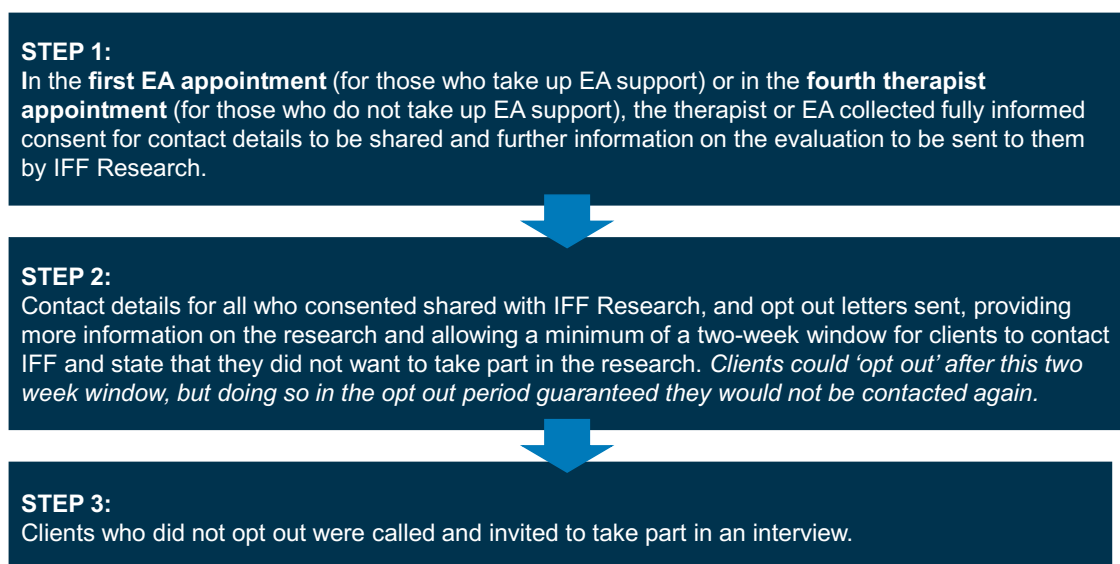 STEP 1:
In the first EA appointment (for those who take up EA support) or in the fourth therapist
appointment (for those who do not take up EA support), the therapist or EA collected fully informed
consent for contact details to be shared and further information on the evaluation to be sent to them
by IFF Research.
STEP 2:
Contact details for all who consented shared with IFF Research, and opt out letters sent, providing
more information on the research and allowing a minimum of a two-week window for clients to contact
IFF and state that they did not want to take part in the research. Clients could ‘opt out’ after this two
week window, but doing so in the opt out period guaranteed they would not be contacted again.
STEP 3:
Clients who did not opt out were called and invited to take part in an interview.